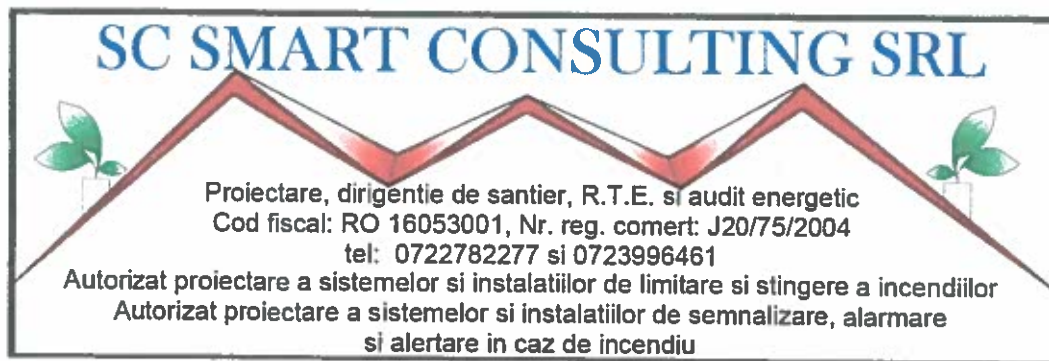 SC SMART CONSULTING SRL
Proiectare, dirigentie de santier, R.T.E. si audit energetic
Cod fiscal: RO 16053001, Nr. reg. comert: J20/75/2004
tel: 0722782277 si 0723996461
Autorizat proiectare a sistemelor si instalatiilor de limitare si stingere a incendiilor
Autorizat proiectare a sistemelor si instalatiilor de semnalizare, alarmare
si alertare in caz de incendiu